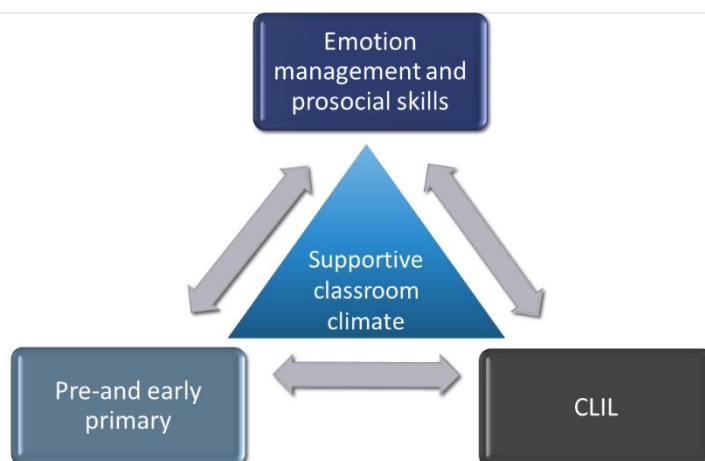 Emotion
management and
prosocial skills
Supportive
classroom
climate
Pre-and early
primary
CLIL